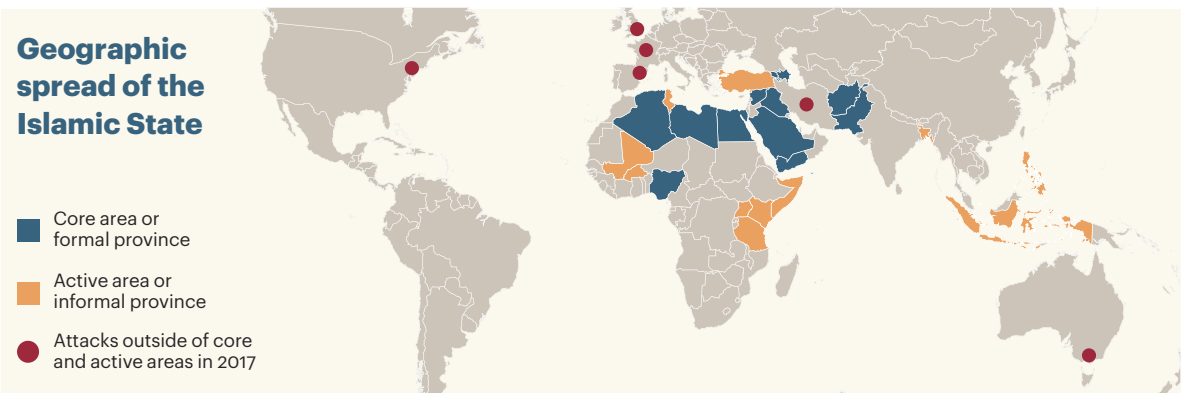 Geographic
spread of the
Islamic State
Core area or
formal province
Active area or
informal province
Attacks outside of core
and active areas in 2017